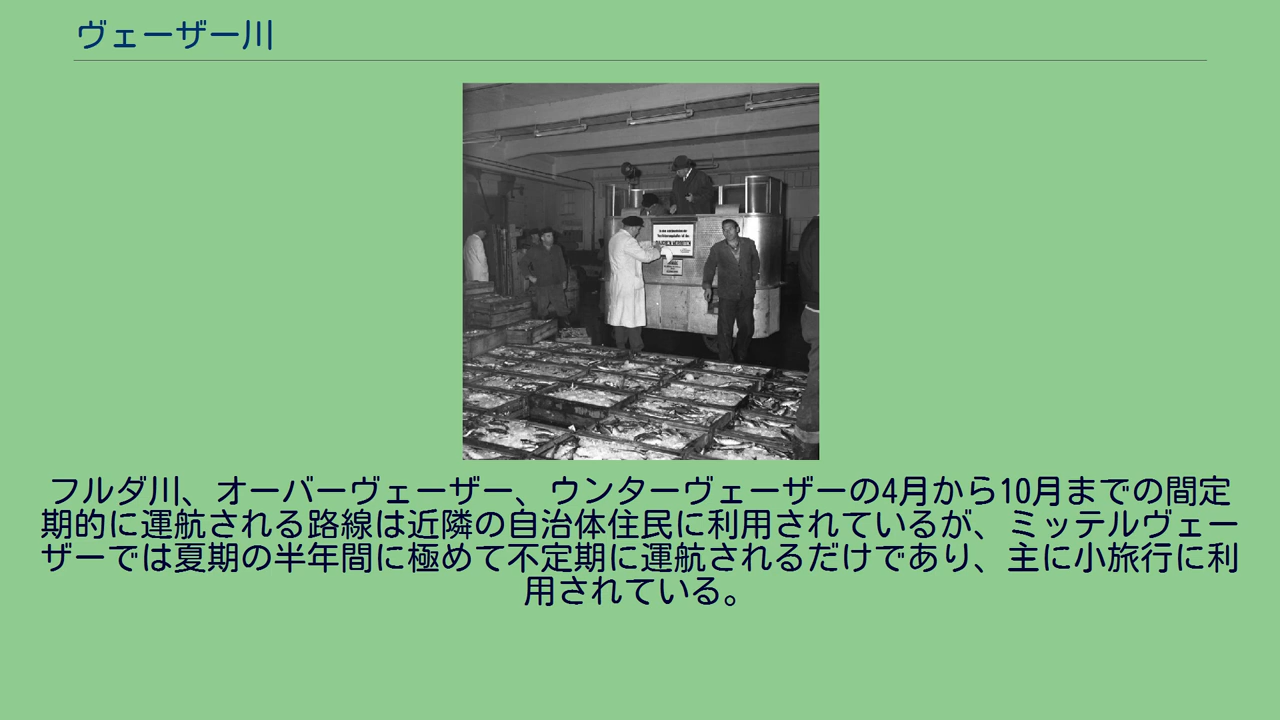 ヴェーザー川
フルダ川、オーバーヴェーザー、ウンターヴェーザーの4月から10月までの間定
期的に運航される路線は近隣の自治体住民に利用されているが、ミッテルヴェー
ザーでは夏期の半年間に極めて不定期に運航されるだけであり、主に小旅行に利
用されている。